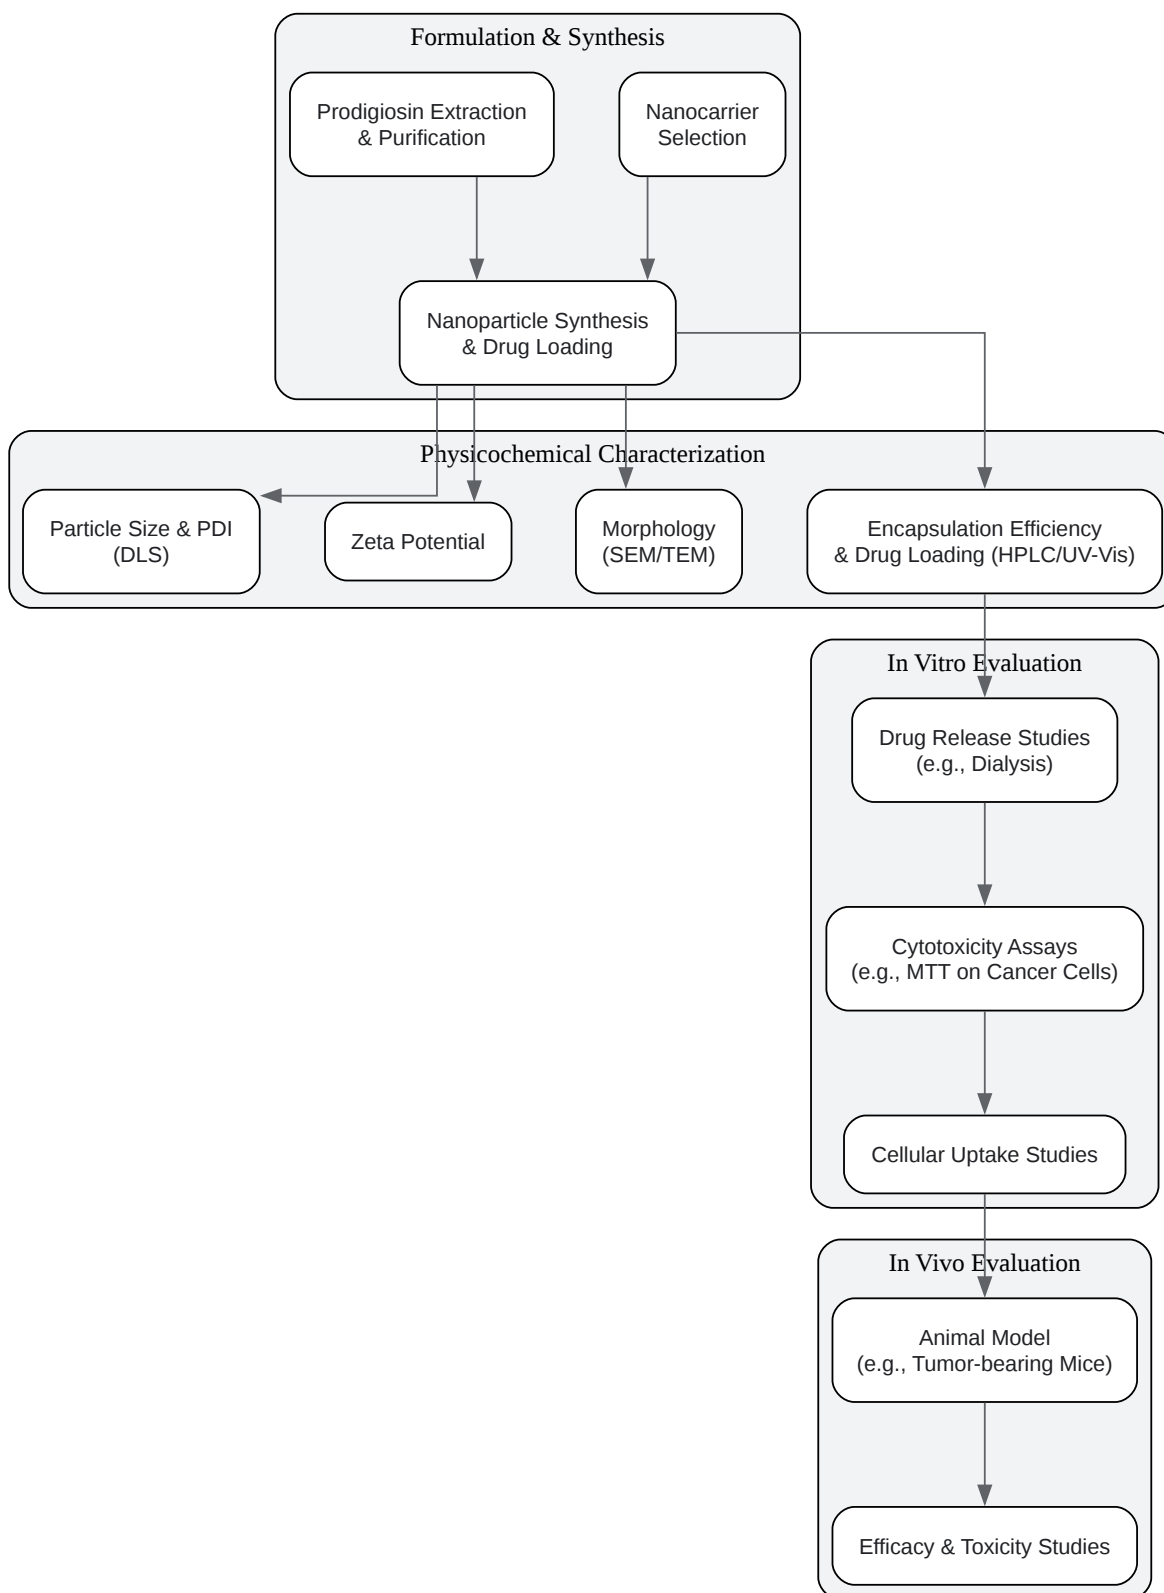 Formulation & Synthesis
Prodigiosin Extraction
& Purification
Nanocarrier
Selection
Nanoparticle Synthesis
& Drug Loading
Physicochemical Characterization
Particle Size & PDI
(DLS)
Zeta Potential
Morphology
(SEM/TEM)
Encapsulation Efficiency
& Drug Loading (HPLC/UV-Vis)
In Vitro Evaluation
Drug Release Studies
(e.g., Dialysis)
Cytotoxicity Assays
(e.g., MTT on Cancer Cells)
Cellular Uptake Studies
In Vivo Evaluation
Animal Model
(e.g., Tumor-bearing Mice)
Efficacy & Toxicity Studies